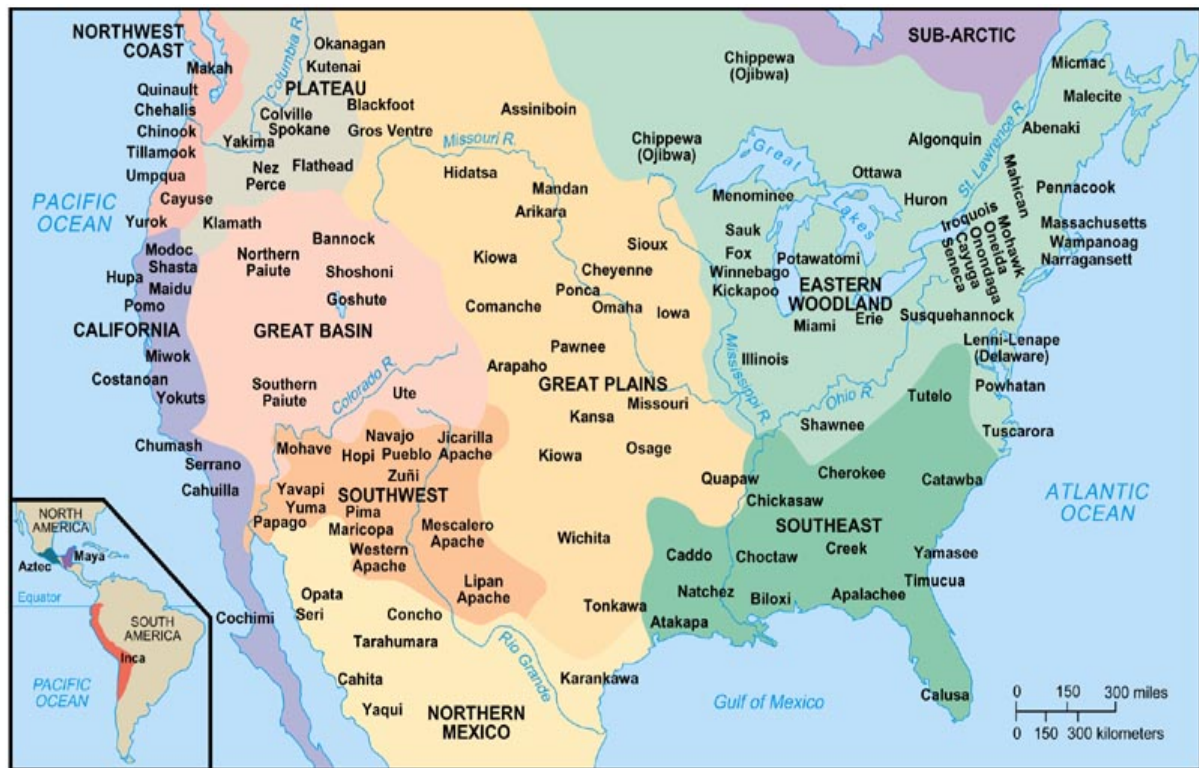 NORTHWEST
COAST
Makah
Quinault
Chehalis
Chinook
Tillamook
Umpqua
Cayuse
Yurok
PACIFIC
OCEAN
Columbia R.
Okanagan
Kutenai
PLATEAU
Colville
Spokane
Yakima
Nez
Perce
Flathead
Klamath
Blackfoot
Gros Ventre
Assiniboin
Missouri R.
Hidatsa
Mandan
Arikara
Sioux
Kiowa
Cheyenne
Ponca
Omaha
Iowa
Comanche
Pawnee
Arapaho
GREAT PLAINS
Missouri
Kansa
Osage
Kiowa
Quapaw
Wichita
Tonkawa
Modoc
Shasta
Hupa
Maidu
Pomo
CALIFORNIA
Miwok
Costanoan
Yokuts
Chumash
Serrano
Cahuilla
Cochimi
Northern
Paiute
Bannock
Shoshoni
Goshute
GREAT BASIN
Southern
Paiute
Colorado R.
Ute
Mohave
Navajo
Hopi
Pueblo
Jicarilla
Apache
Zuñi
Yavapi
SOUTHWEST
Yuma
Pima
Papago
Maricopa
Mescalero
Apache
Western
Apache
Lipan
Apache
Opata
Seri
Concho
Tarahumara
Rio Grande
Cahita
Yaqui
Karankawa
NORTHERN
MEXICO
SUB-ARCTIC
Chippewa
(Ojibwa)
Chippewa
(Ojibwa)
Great
Lakes
Menominee
Sauk
Fox
Winnebago
Kickapoo
Potawatomi
EASTERN
WOODLAND
Miami
Erie
Illinois
Mississippi R.
Ohio R.
Shawnee
Ottawa
Huron
Algonquin
St. Lawrence R.
Micmac
Malecite
Abenaki
Mahican
Pennacook
Massachusetts
Wampanoag
Narragansett
Iroquois
Mohawk
Oneida
Onondaga
Cayuga
Seneca
Susquehannock
Lenni-Lenape
(Delaware)
Powhatan
Tutelo
Tuscarora
Cherokee
Catawba
Chickasaw
SOUTHEAST
Caddo
Choctaw
Creek
Yamasee
Timucua
Natchez
Biloxi
Apalachee
Atakapa
Calusa
ATLANTIC
OCEAN
Gulf of Mexico
0 150 300 miles
0 150 300 kilometers
NORTH
AMERICA
Aztec
Maya
Equator
SOUTH
AMERICA
Inca
PACIFIC
OCEAN